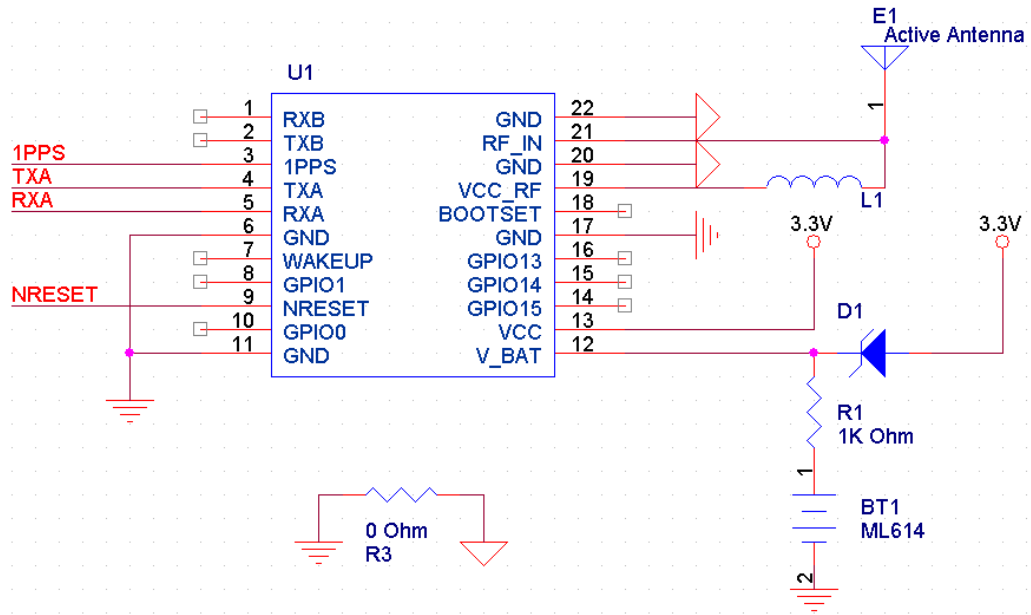 E1
Active Antenna
U1
1
1 RXB GND 22
2 TXB RF_IN 21
1PPS 3 1PPS GND 20
TXA 4 TXA VCC_RF 19
L1
RXA 5 RXA BOOTSET 18
6 GND GND 17
3.3V 3.3V
7 WAKEUP GPIO13 16
8 GPIO1 GPIO14 15
NRESET 9 NRESET GPIO15 14
D1
10 GPIO0 VCC 13
11 GND V_BAT 12
R1
1K Ohm
1
BT1
ML614
2
0 Ohm
R3